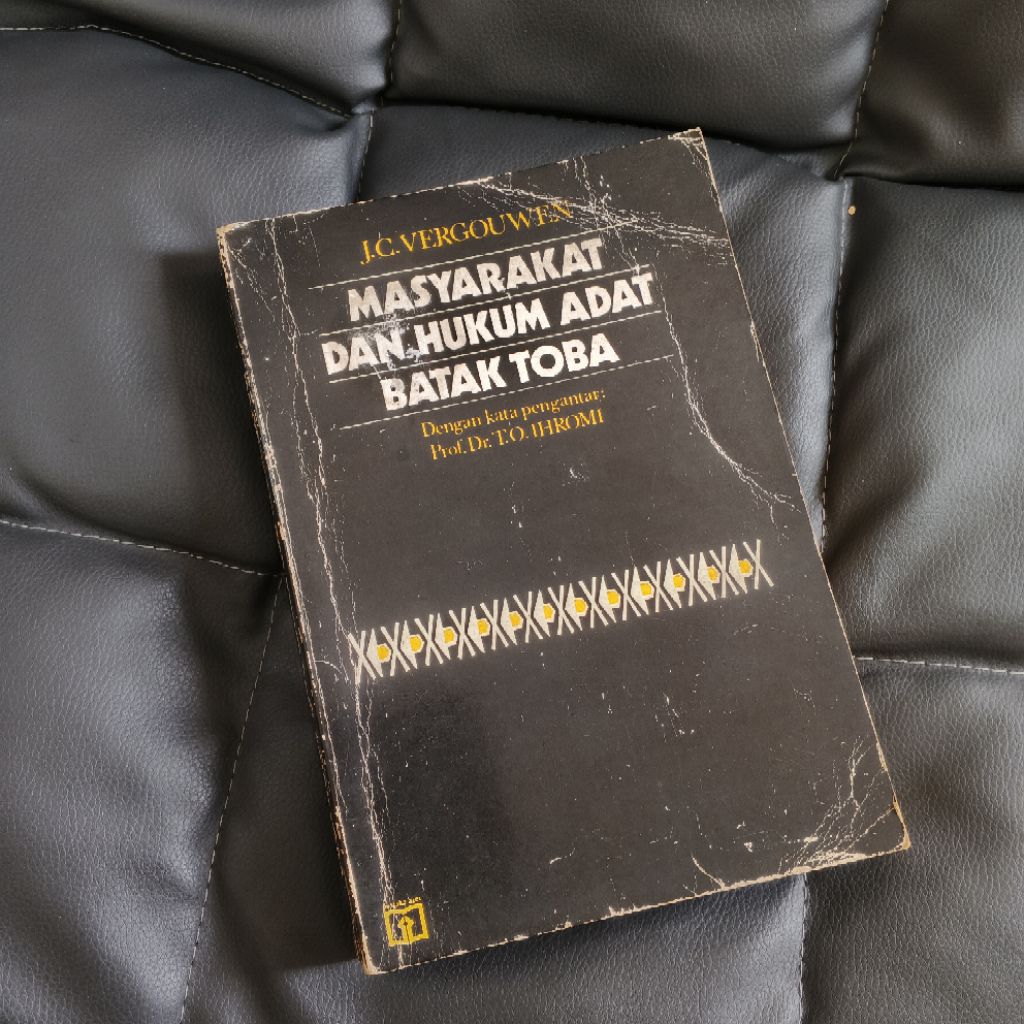 J.C. VERGOUWEN
MASYARAKAT
DAN HUKUM ADAT
BATAK TOBA
Dengan kata pengantar:
Prof. Dr. T.O. IHROMI